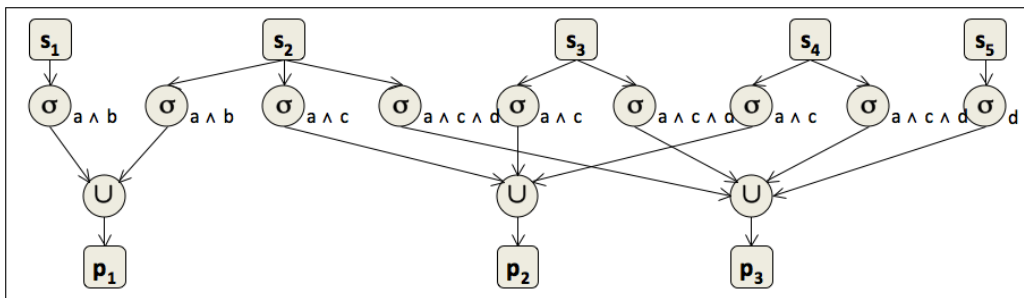 s₁ s₂ s₃ s₄ s₅
σ a ∧ b σ a ∧ b σ a ∧ c σ a ∧ c ∧ d σ a ∧ c σ a ∧ c ∧ d σ a ∧ c σ a ∧ c ∧ d σ d
∪ ∪ ∪
p₁ p₂ p₃